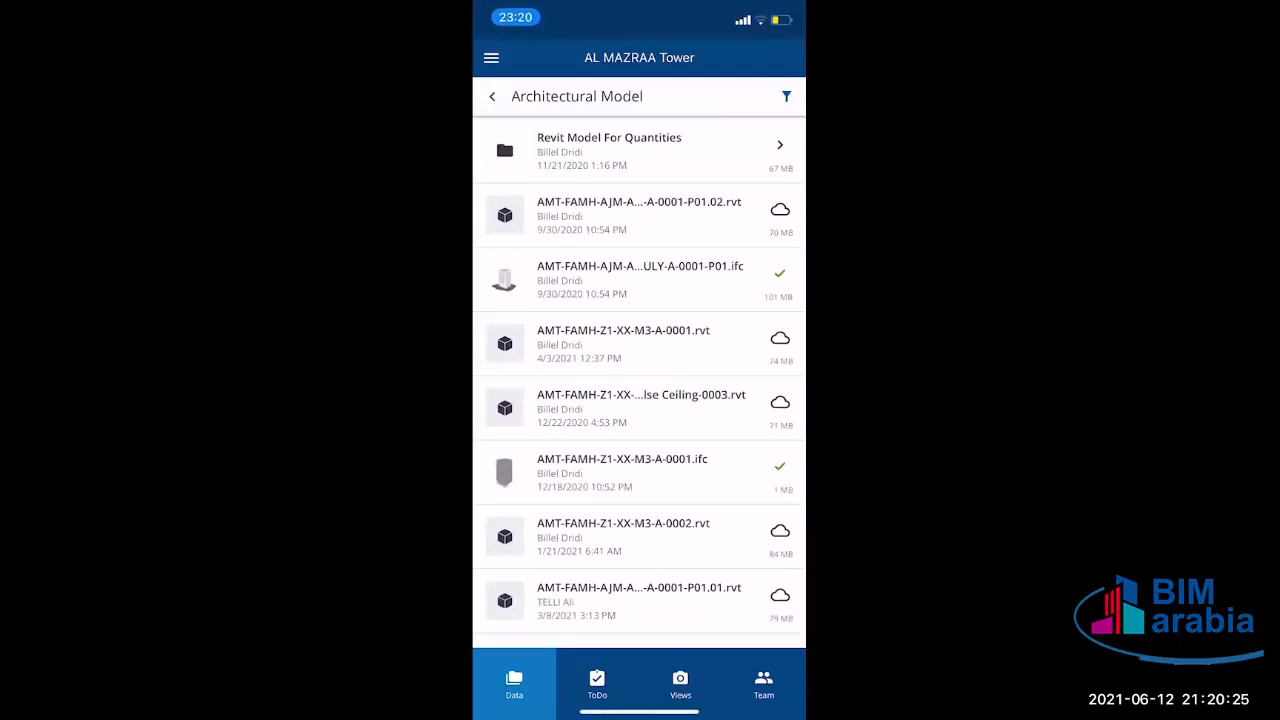 23:20
AL MAZRAA Tower
Architectural Model
Revit Model For Quantities
Billel Dridi
11/21/2020 1:16 PM
67 MB
AMT-FAMH-AJM-A...-A-0001-P01.02.rvt
Billel Dridi
9/30/2020 10:54 PM
70 MB
AMT-FAMH-AJM-A...ULY-A-0001-P01.ifc
Billel Dridi
9/30/2020 10:54 PM
101 MB
AMT-FAMH-Z1-XX-M3-A-0001.rvt
Billel Dridi
4/3/2021 12:37 PM
74 MB
AMT-FAMH-Z1-XX-...lse Ceiling-0003.rvt
Billel Dridi
12/22/2020 4:53 PM
71 MB
AMT-FAMH-Z1-XX-M3-A-0001.ifc
Billel Dridi
12/18/2020 10:52 PM
1 MB
AMT-FAMH-Z1-XX-M3-A-0002.rvt
Billel Dridi
1/21/2021 6:41 AM
84 MB
AMT-FAMH-AJM-A...-A-0001-P01.01.rvt
TELLI Ali
3/8/2021 3:13 PM
79 MB
Data
ToDo
Views
Team
BIM
arabia
2021-06-12 21:20:25